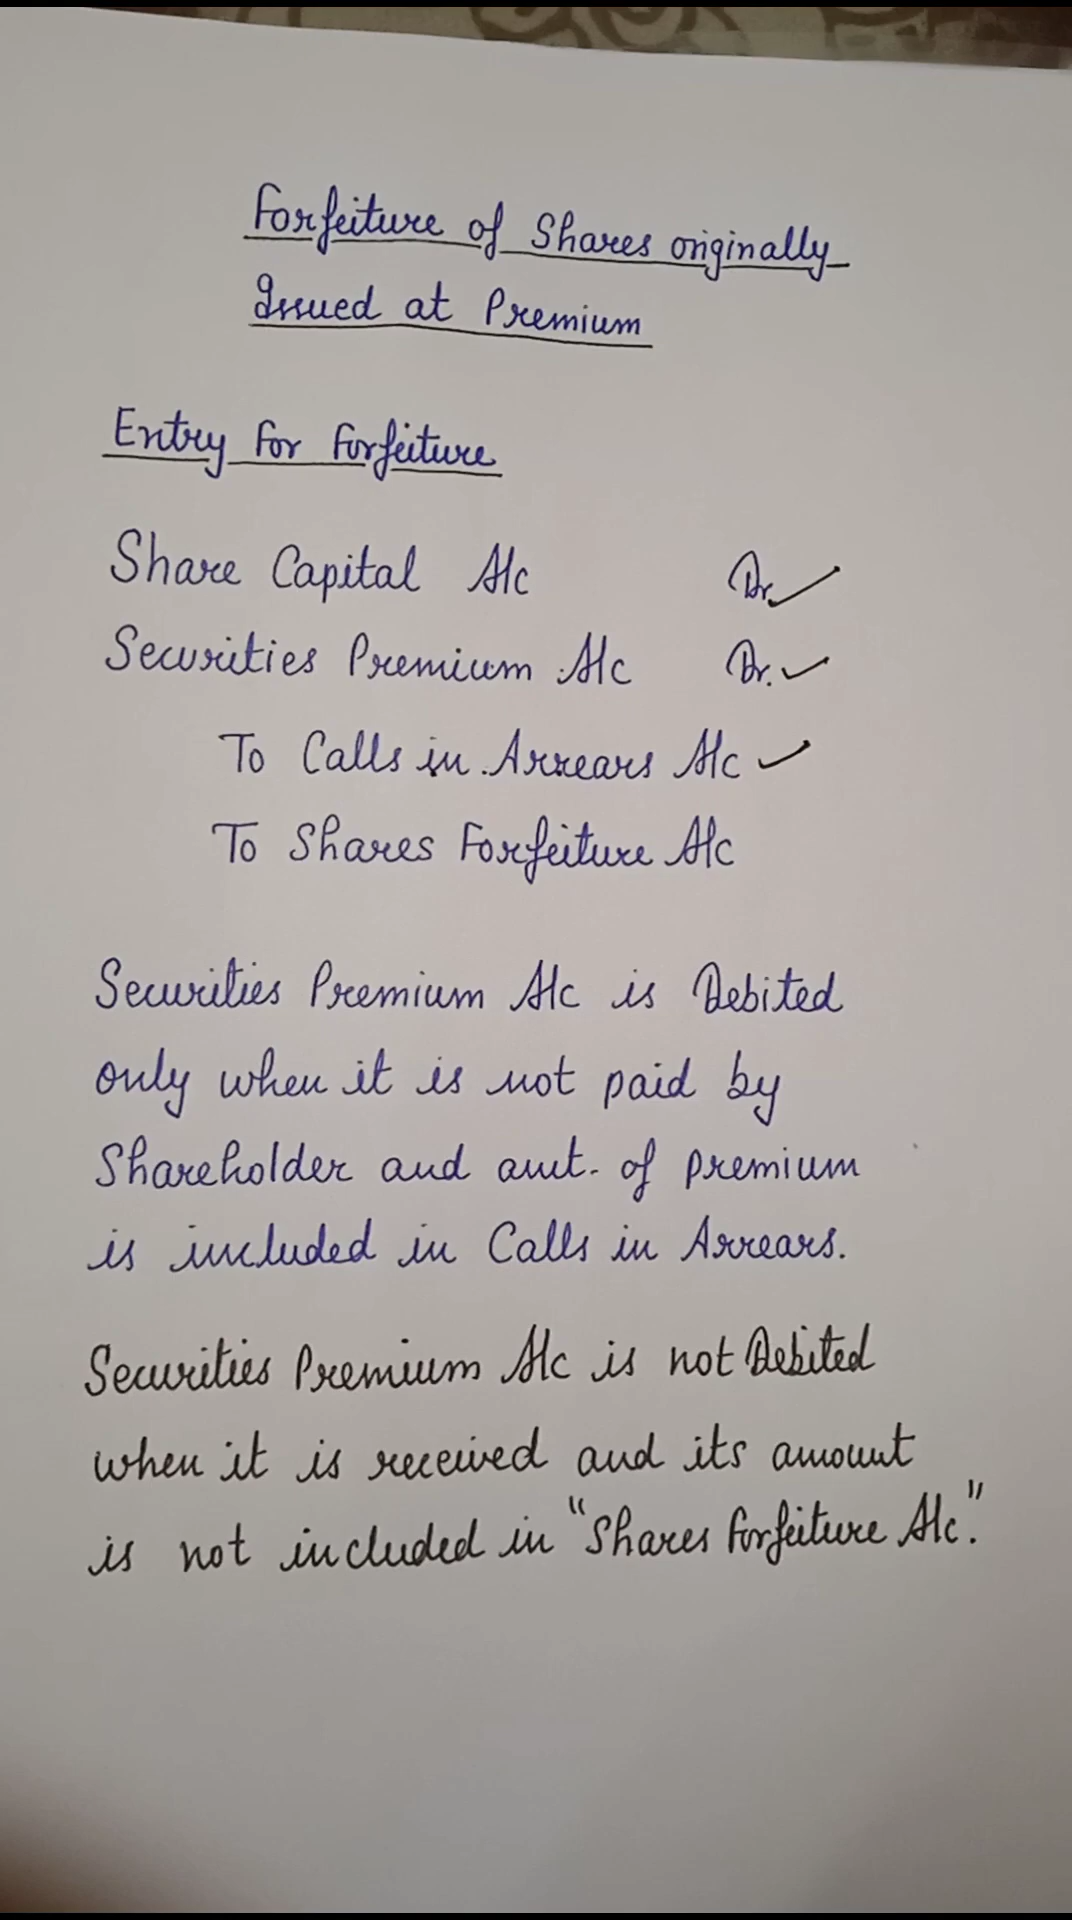 Forfeiture of Shares originally
Issued at Premium
Entry For Forfeiture
Share Capital A/c Dr.
Securities Premium A/c Dr.
To Calls in Arrears A/c
To Shares Forfeiture A/c
Securities Premium A/c is Debited
only when it is not paid by
Shareholder and amt. of premium
is included in Calls in Arrears.
Securities Premium A/c is not Debited
when it is received and its amount
is not included in "Shares Forfeiture A/c."